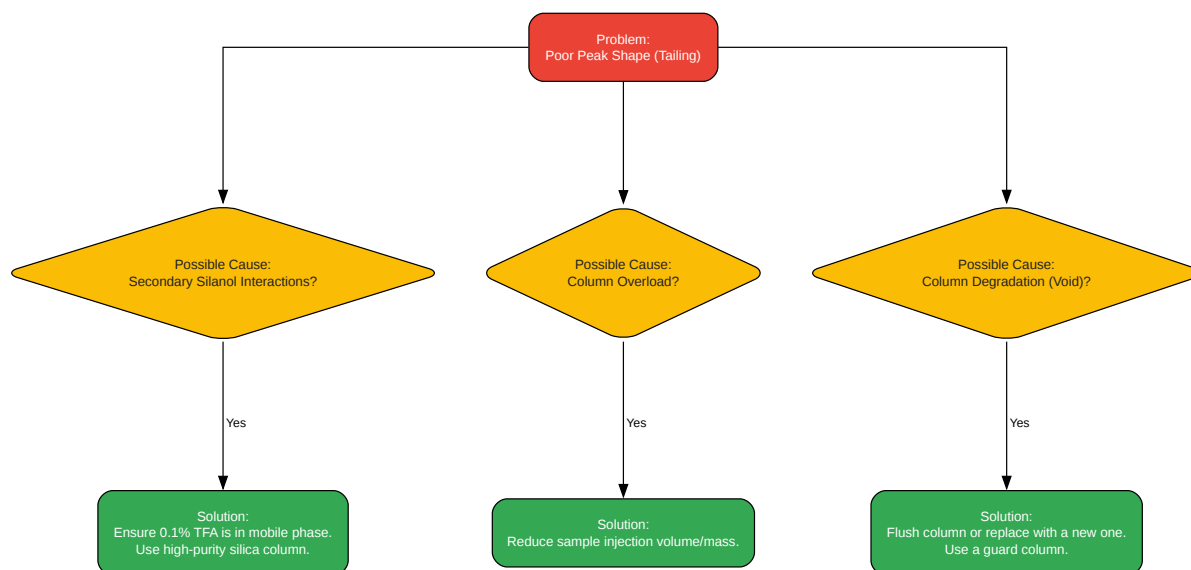 Problem:
Poor Peak Shape (Tailing)
Possible Cause:
Secondary Silanol Interactions?
Possible Cause:
Column Overload?
Possible Cause:
Column Degradation (Void)?
Yes
Yes
Yes
Solution:
Ensure 0.1% TFA is in mobile phase.
Use high-purity silica column.
Solution:
Reduce sample injection volume/mass.
Solution:
Flush column or replace with a new one.
Use a guard column.